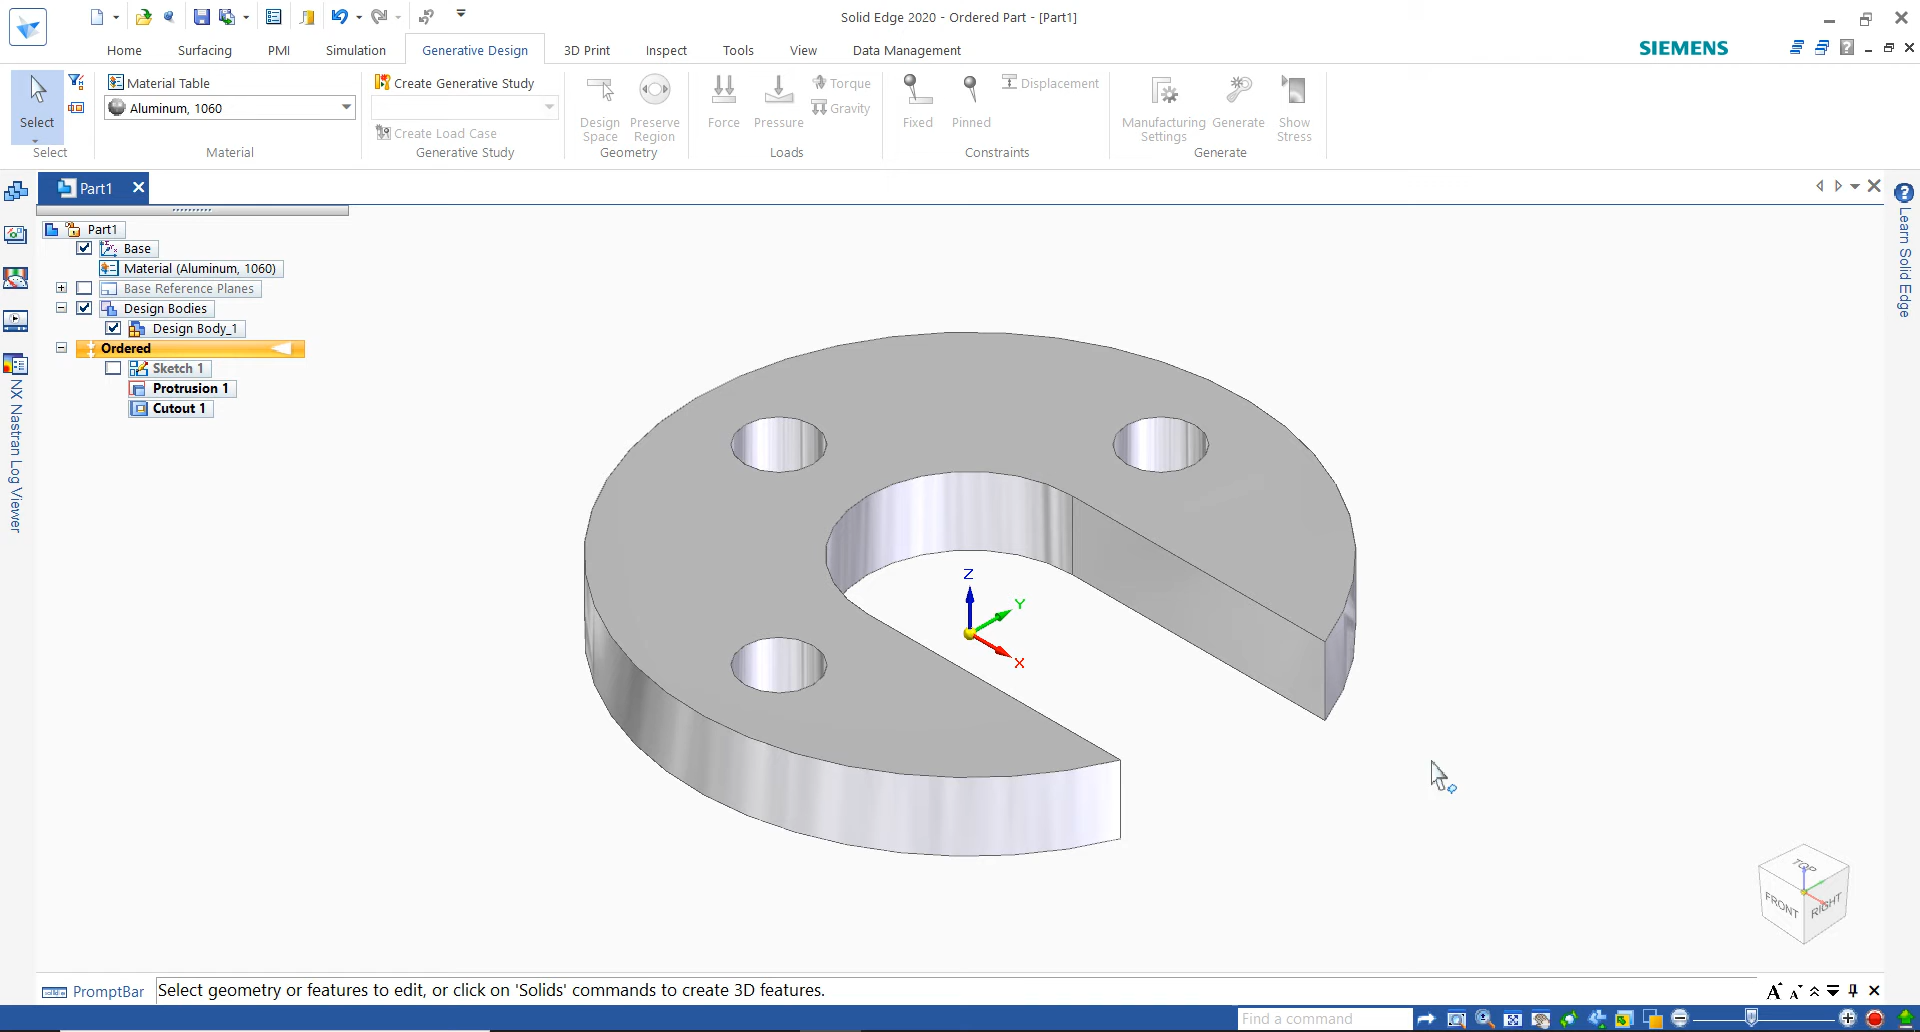 Solid Edge 2020 - Ordered Part - [Part1]
Home Surfacing PMI Simulation Generative Design 3D Print Inspect Tools View Data Management
SIEMENS
Select
Select
Material Table
Aluminum, 1060
Material
Create Generative Study
Create Load Case
Generative Study
Design Space
Preserve Region
Geometry
Force
Pressure
Torque
Gravity
Loads
Fixed
Pinned
Displacement
Constraints
Manufacturing Settings
Generate
Show Stress
Generate
Part1
Learn Solid Edge
NX Nastran Log Viewer
Part1
Base
Material (Aluminum, 1060)
Base Reference Planes
Design Bodies
Design Body_1
Ordered
Sketch 1
Protrusion 1
Cutout 1
Z
Y
X
TOP
FRONT
RIGHT
PromptBar
Select geometry or features to edit, or click on 'Solids' commands to create 3D features.
Find a command